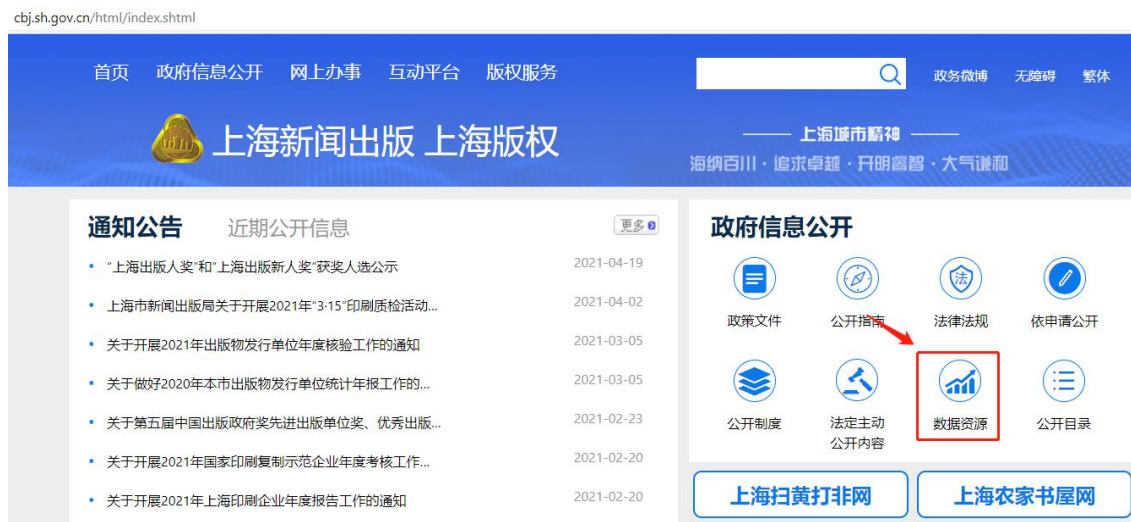 cbj.sh.gov.cn/html/index.shtml
首页 政府信息公开 网上办事 互动平台 版权服务
政务微博 无障碍 繁体
上海新闻出版 上海版权
上海城市精神
海纳百川·追求卓越·开明睿智·大气谦和
通知公告 近期公开信息 更多
“上海出版人奖”和“上海出版新人奖”获奖人选公示 2021-04-19
上海市新闻出版局关于开展2021年“3·15”印刷质检活动... 2021-04-02
关于开展2021年出版物发行单位年度核验工作的通知 2021-03-05
关于做好2020年本市出版物发行单位统计年报工作的... 2021-03-05
关于第五届中国出版政府奖先进出版单位奖、优秀出版... 2021-02-23
关于开展2021年国家印刷复制示范企业年度考核工作... 2021-02-20
关于开展2021年上海印刷企业年度报告工作的通知 2021-02-20
政府信息公开
法
政策文件 公开指南 法律法规 依申请公开
公开制度 法定主动 数据资源 公开目录
公开内容
上海扫黄打非网 上海农家书屋网